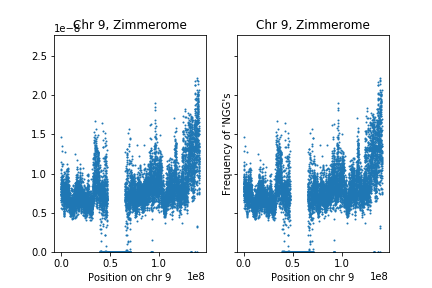 1e-8
Chr 9, Zimmerome
Chr 9, Zimmerome
2.5
2.0
1.5
1.0
0.5
0.0
Frequency of 'NGG's
0.0 0.5 1.0
1e8
Position on chr 9
0.0 0.5 1.0
1e8
Position on chr 9